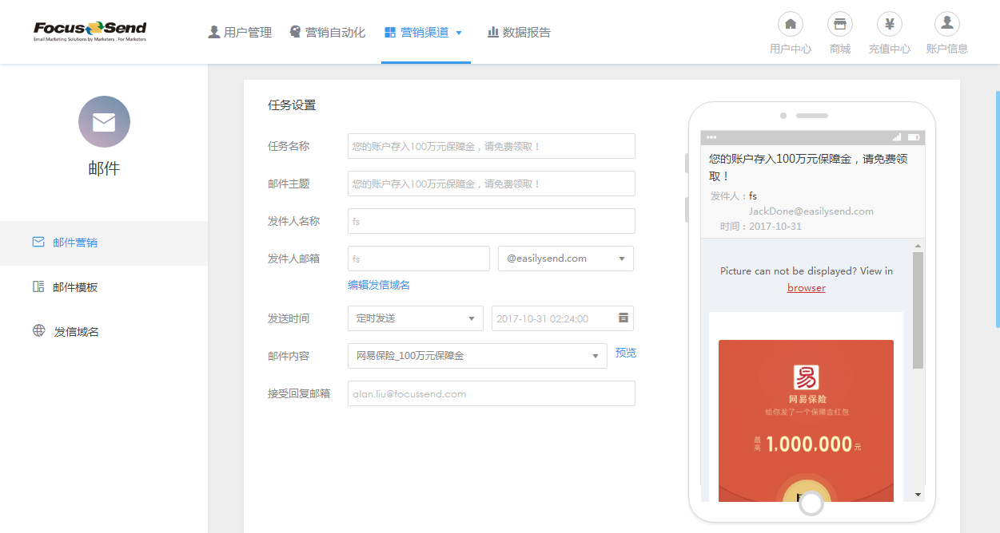 Focus Send
Email Marketing Solutions by Marketers, For Marketers
用户管理
营销自动化
营销渠道
数据报告
用户中心
商城
充值中心
账户信息
邮件
邮件营销
邮件模板
发信域名
任务设置
任务名称
您的账户存入100万元保障金，请免费领取！
邮件主题
您的账户存入100万元保障金，请免费领取！
发件人名称
fs
发件人邮箱
fs
@easilysend.com
编辑发信域名
发送时间
定时发送
2017-10-31 02:24:00
邮件内容
网易保险_100万元保障金
预览
接受回复邮箱
alan.liu@focussend.com
您的账户存入100万元保障金，请免费领
取！
发件人：fs
JackDone@easilysend.com
时间：2017-10-31
Picture can not be displayed? View in
browser
易
网易保险
给你发了一个保障金红包
最高 1,000,000 元